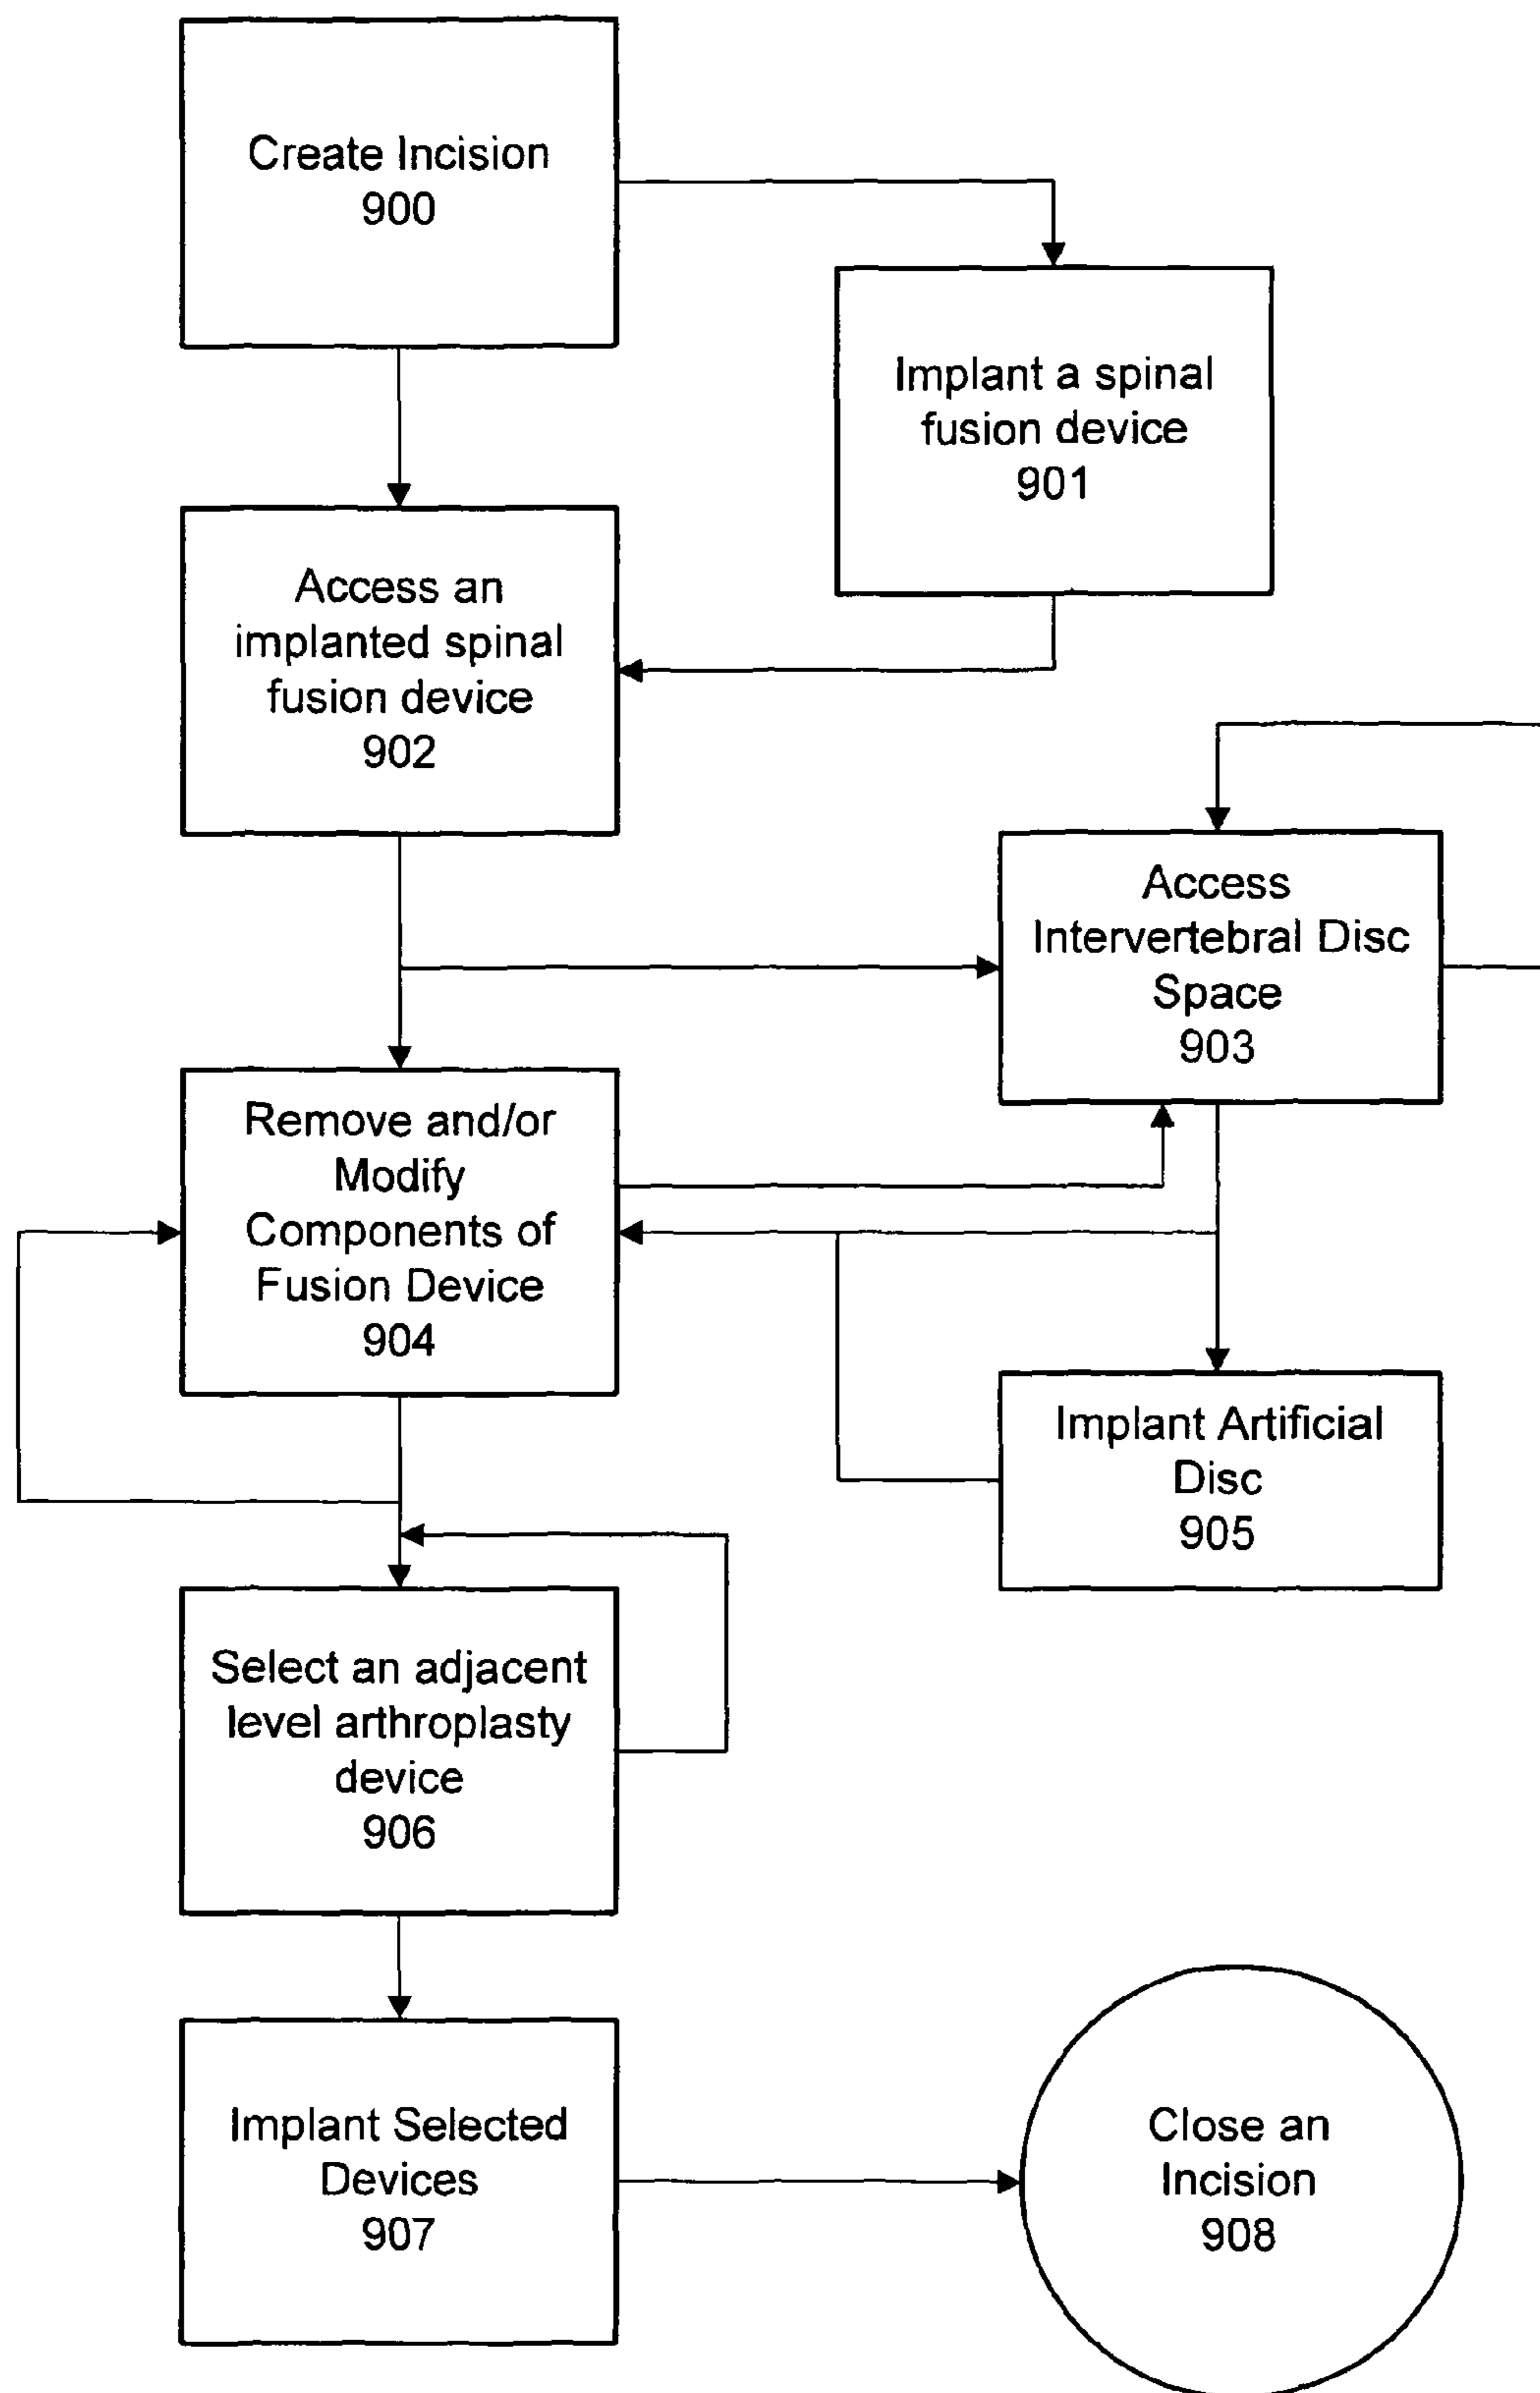 Create Incision
900
Implant a spinal
fusion device
901
Access an
implanted spinal
fusion device
902
Access
Intervertebral Disc
Space
903
Remove and/or
Modify
Components of
Fusion Device
904
Implant Artificial
Disc
905
Select an adjacent
level arthroplasty
device
906
Implant Selected
Devices
907
Close an
Incision
908